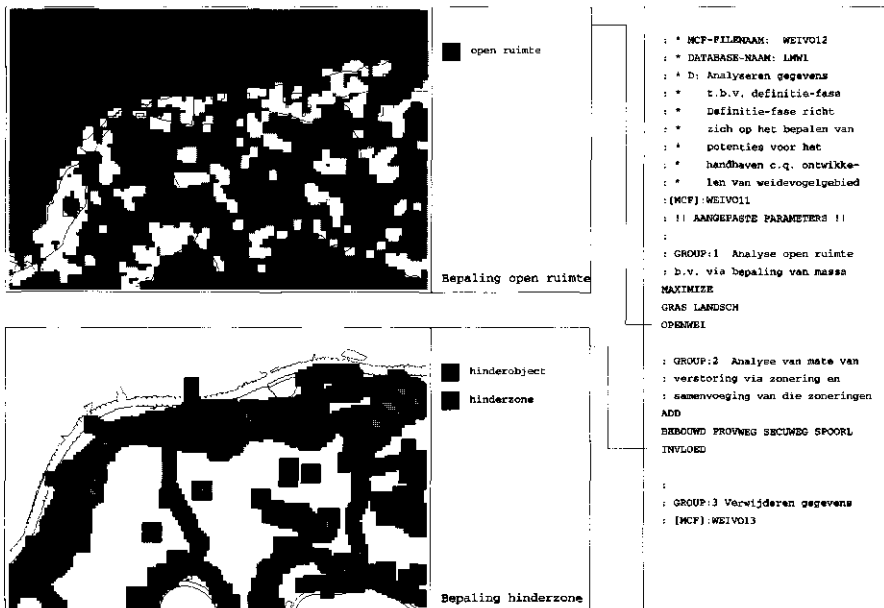 open ruimte
Bepaling open ruimte
hinderobject
hinderzone
Bepaling hinderzone
: * MCF-FILENAAM: WEIVO12
: * DATABASE-NAAM: LMW1
: * D: Analyseren gegevens
: * t.b.v. definitie-fase
: * Definitie-fase richt
: * zich op het bepalen van
: * potenties voor het
: * handhaven c.q. ontwikke-
: * len van weidevogelgebied
:[MCF]:WEIVO11
: !! AANGEPASTE PARAMETERS !!
:
: GROUP:1 Analyse open ruimte
: b.v. via bepaling van massa
MAXIMIZE
GRAS LANDSCH
OPENWEI
: GROUP:2 Analyse van mate van
: verstoring via zonering en
: samenvoeging van die zoneringen
ADD
BEBOUWD PROVWEG SECUWEG SPOORL
INVLOED
:
: GROUP:3 Verwijderen gegevens
: [MCF]:WEIVO13